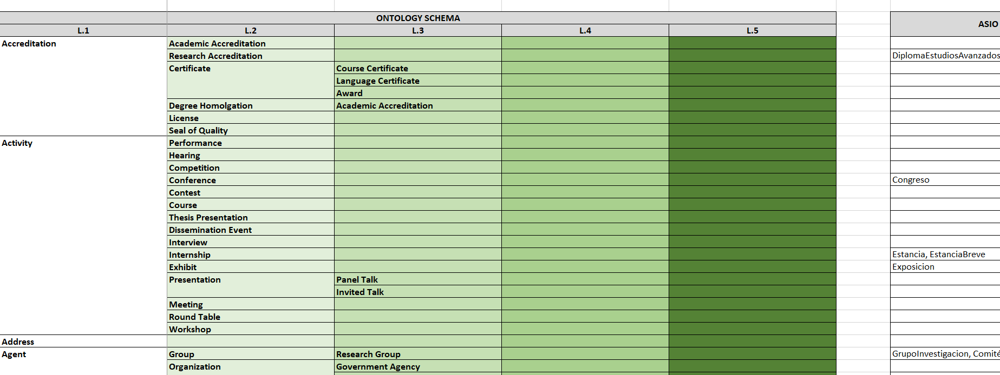 ONTOLOGY SCHEMA ASIO
L.1 L.2 L.3 L.4 L.5
Accreditation Academic Accreditation
Research Accreditation DiplomaEstudiosAvanzados
Certificate Course Certificate
Language Certificate
Award
Degree Homolgation Academic Accreditation
License
Seal of Quality
Activity Performance
Hearing
Competition
Conference Congreso
Contest
Course
Thesis Presentation
Dissemination Event
Interview
Internship Estancia, EstanciaBreve
Exhibit Exposicion
Presentation Panel Talk
Invited Talk
Meeting
Round Table
Workshop
Address
Agent Group Research Group GrupoInvestigacion, Comité
Organization Government Agency